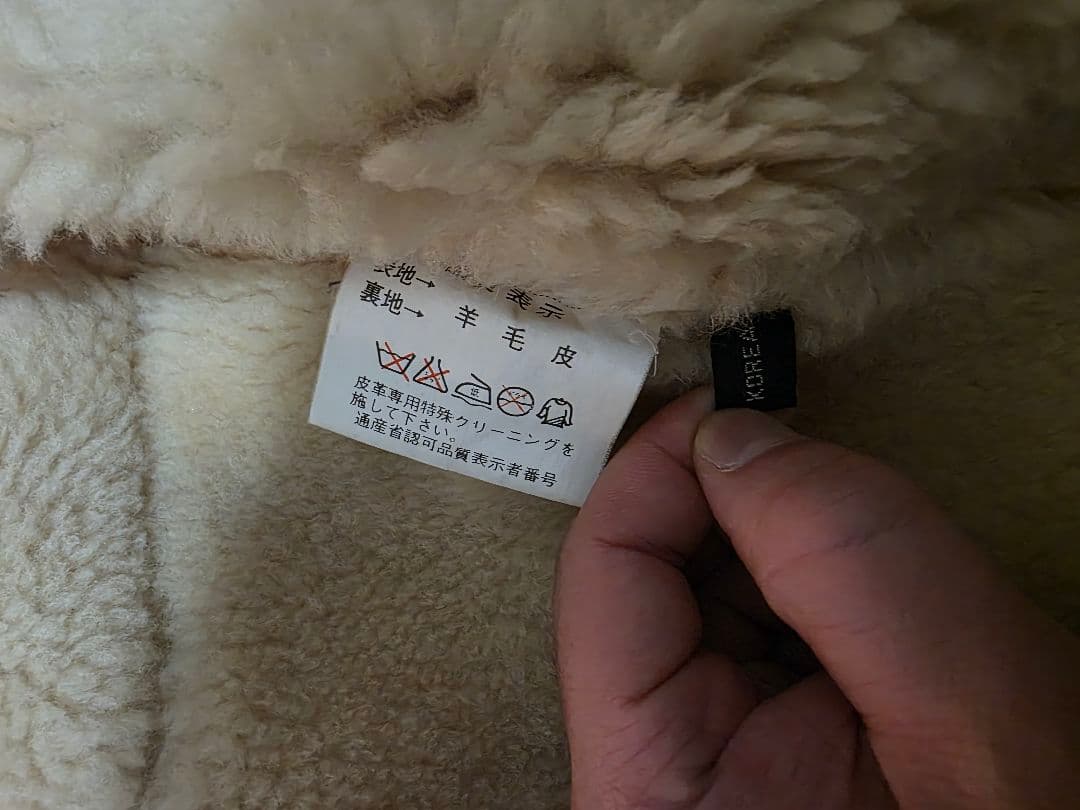 表地→
表示
裏地→ 羊毛皮
皮革専用特殊クリーニングを
施して下さい。
通産省認可品質表示者番号
KOREA